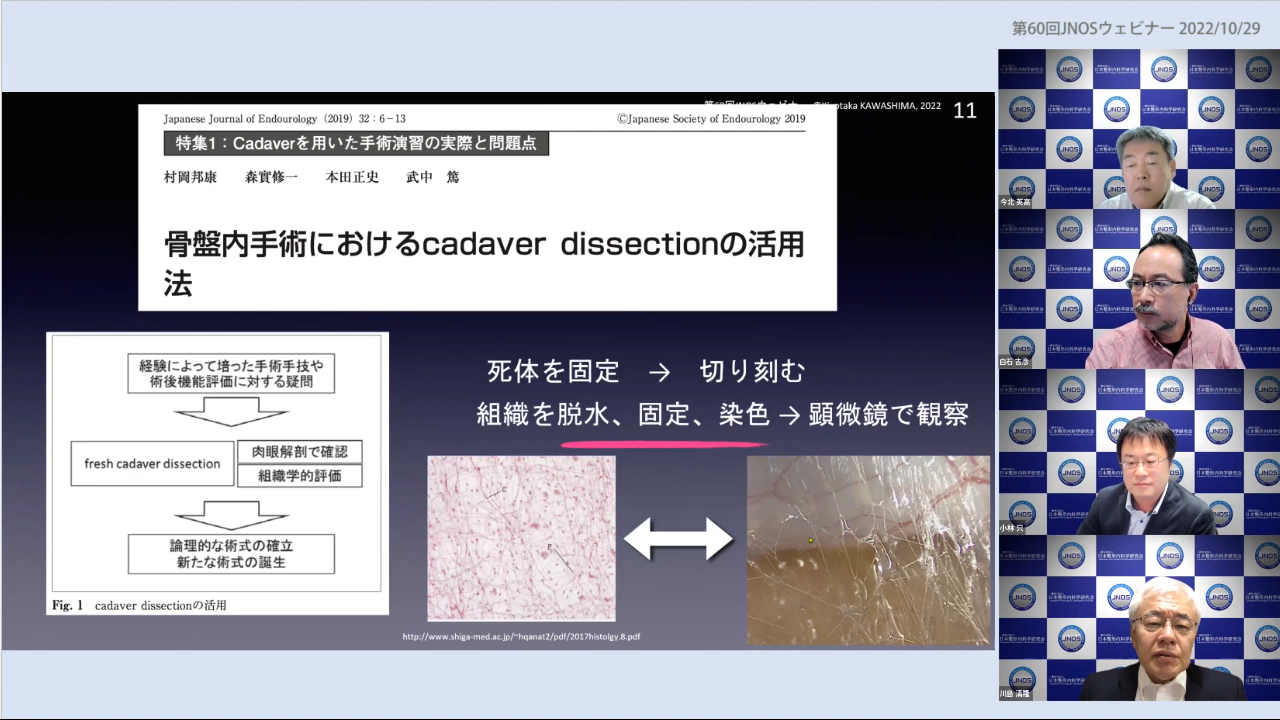 第60回JNOSウェビナー 2022/10/29
KAWASHIMA, 2022
11
Japanese Journal of Endourology (2019) 32:6-13
ⒸJapanese Society of Endourology 2019
特集1:Cadaverを用いた手術演習の実際と問題点
村岡邦康 森實修一 本田正史 武中 篤
骨盤内手術におけるcadaver dissectionの活用
法
経験によって培った手術手技や
術後機能評価に対する疑問
fresh cadaver dissection
肉眼解剖で確認
組織学的評価
論理的な術式の確立
新たな術式の誕生
Fig. 1 cadaver dissectionの活用
死体を固定 → 切り刻む
組織を脱水、固定、染色 → 顕微鏡で観察
C
F
http://www.shiga-med.ac.jp/~hqanat2/pdf/2017histolgy.8.pdf
今北 英高
白石 吉彦
小林 只
川島 清隆
JNOS